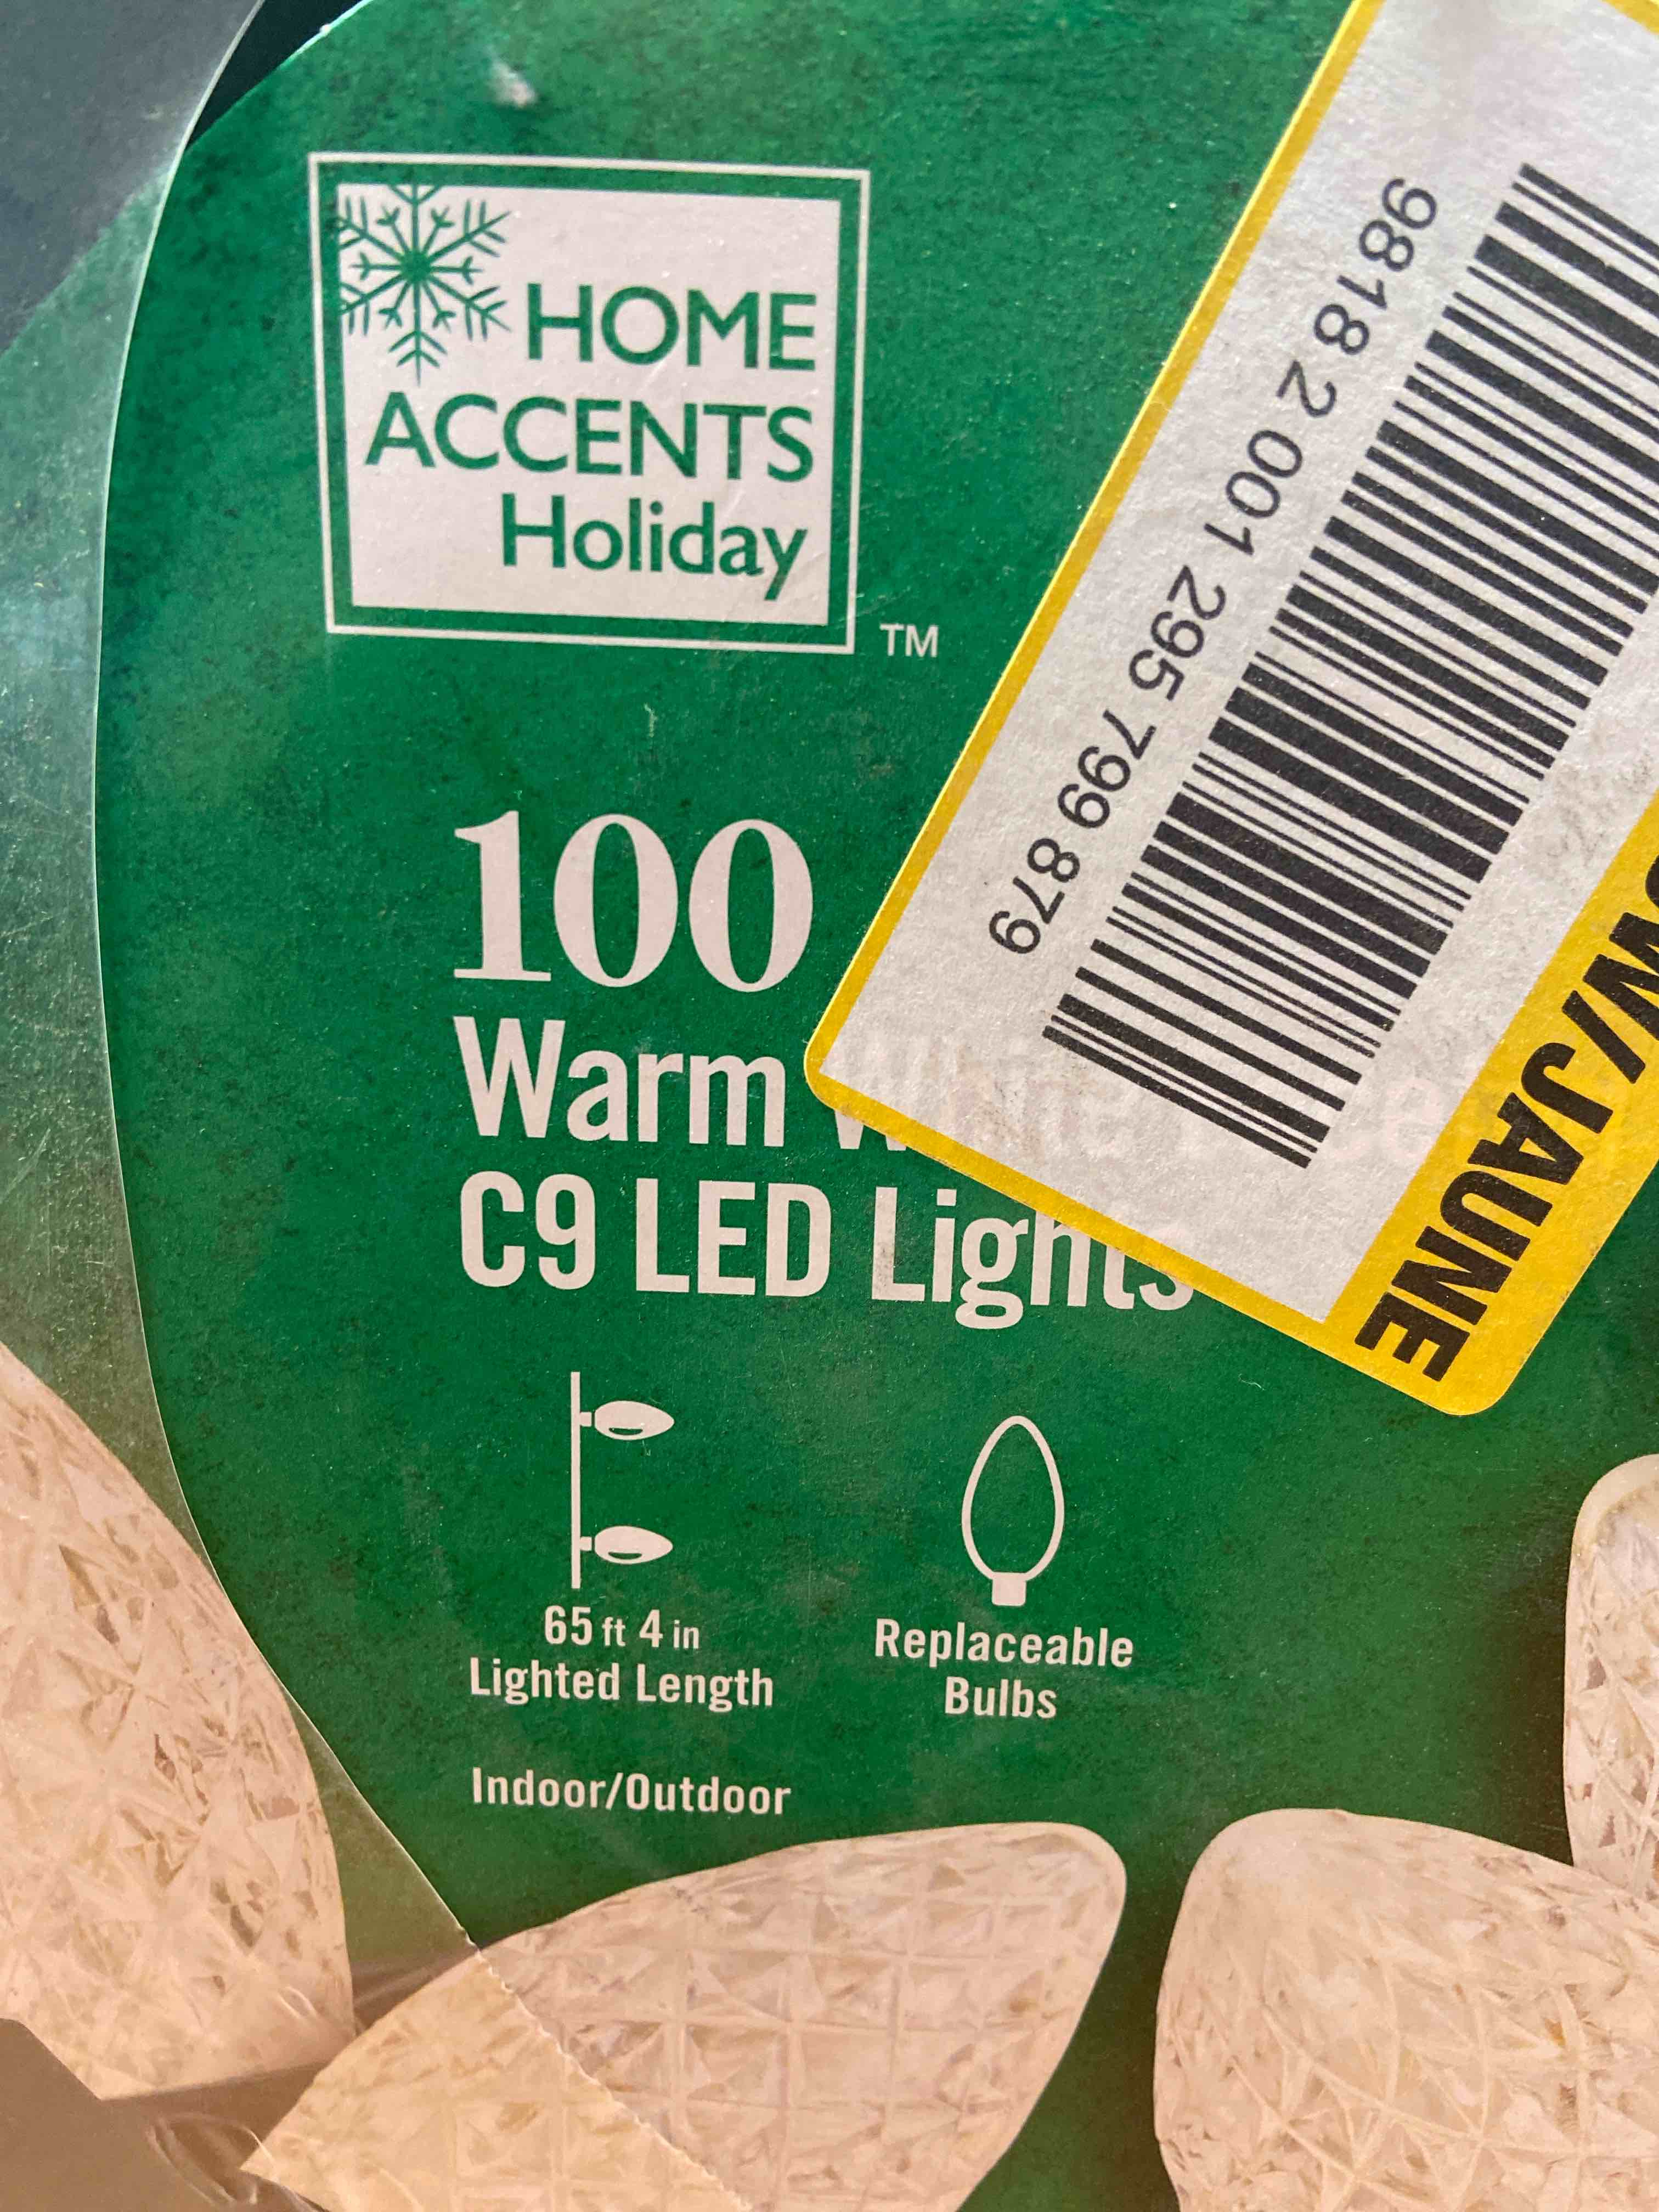 HOME
ACCENTS
Holiday
TM
100
Warm
C9 LED Lights
65 ft 4 in
Lighted Length
Replaceable
Bulbs
Indoor/Outdoor
9818 2 001 295 799 879
JAUNE